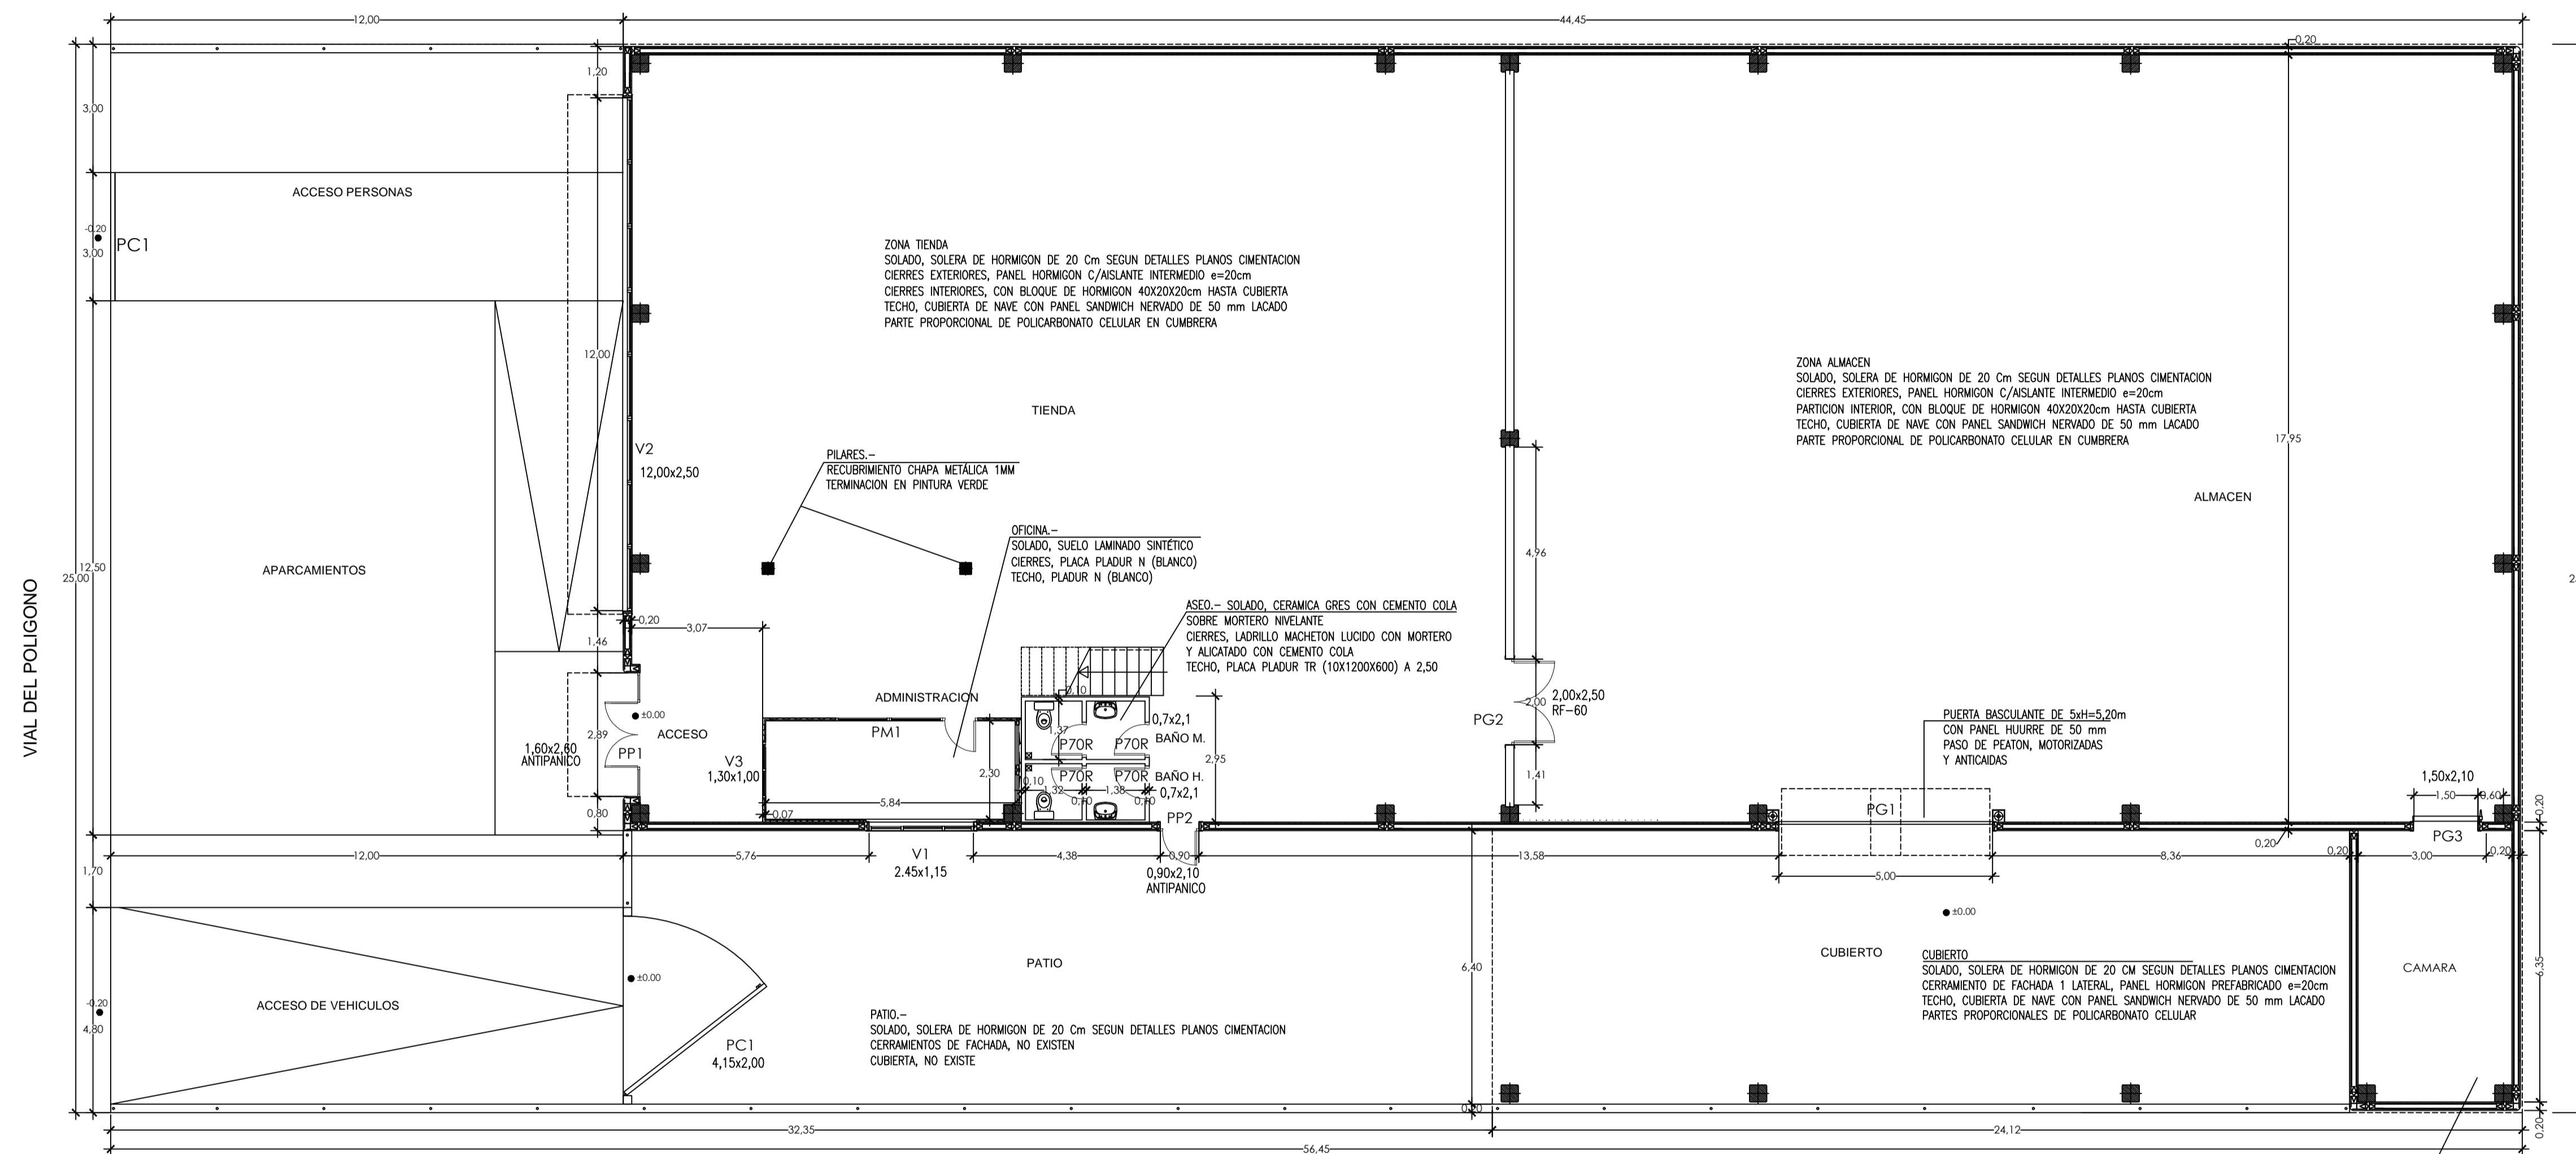 12,00
44,45
0,20
1,20
3,00
ACCESO PERSONAS
-0.20
PC1
3,00
ZONA TIENDA
SOLADO, SOLERA DE HORMIGON DE 20 Cm SEGUN DETALLES PLANOS CIMENTACION
CIERRES EXTERIORES, PANEL HORMIGON C/AISLANTE INTERMEDIO e=20cm
CIERRES INTERIORES, CON BLOQUE DE HORMIGON 40X20X20cm HASTA CUBIERTA
TECHO, CUBIERTA DE NAVE CON PANEL SANDWICH NERVADO DE 50 mm LACADO
PARTE PROPORCIONAL DE POLICARBONATO CELULAR EN CUMBRERA
12,00
ZONA ALMACEN
SOLADO, SOLERA DE HORMIGON DE 20 Cm SEGUN DETALLES PLANOS CIMENTACION
CIERRES EXTERIORES, PANEL HORMIGON C/AISLANTE INTERMEDIO e=20cm
PARTICION INTERIOR, CON BLOQUE DE HORMIGON 40X20X20cm HASTA CUBIERTA
TECHO, CUBIERTA DE NAVE CON PANEL SANDWICH NERVADO DE 50 mm LACADO
PARTE PROPORCIONAL DE POLICARBONATO CELULAR EN CUMBRERA
TIENDA
17,95
V2
12,00x2,50
PILARES.-
RECUBRIMIENTO CHAPA METÁLICA 1MM
TERMINACION EN PINTURA VERDE
ALMACEN
OFICINA.-
SOLADO, SUELO LAMINADO SINTÉTICO
CIERRES, PLACA PLADUR N (BLANCO)
TECHO, PLADUR N (BLANCO)
4,96
VIAL DEL POLIGONO
25,00
12,50
APARCAMIENTOS
ASEO.- SOLADO, CERAMICA GRES CON CEMENTO COLA
SOBRE MORTERO NIVELANTE
CIERRES, LADRILLO MACHETON LUCIDO CON MORTERO
Y ALICATADO CON CEMENTO COLA
TECHO, PLACA PLADUR TR (10X1200X600) A 2,50
0,20
3,07
1,46
ADMINISTRACION
0,10
2,00x2,50
RF-60
2,00
PG2
±0.00
ACCESO
2,89
PP1
1,60x2,60
ANTIPANICO
PM1
1,37
0,7x2,1
P70R
P70R
BAÑO M.
2,95
PUERTA BASCULANTE DE 5xH=5,20m
CON PANEL HUURRE DE 50 mm
PASO DE PEATON, MOTORIZADAS
Y ANTICAIDAS
V3
1,30x1,00
2,30
0,10
P70R
P70R
BAÑO H.
0,7x2,1
1,32
0,10
1,38
0,10
1,41
1,50x2,10
1,50
0,60
0,20
5,84
0,07
0,80
PP2
PG1
PG3
0,20
0,20
12,00
5,76
V1
2.45x1,15
4,38
0,90
0,90x2,10
ANTIPANICO
13,58
5,00
8,36
3,00
0,20
1,70
±0.00
6,40
PATIO
CUBIERTO
CUBIERTO
SOLADO, SOLERA DE HORMIGON DE 20 CM SEGUN DETALLES PLANOS CIMENTACION
CERRAMIENTO DE FACHADA 1 LATERAL, PANEL HORMIGON PREFABRICADO e=20cm
TECHO, CUBIERTA DE NAVE CON PANEL SANDWICH NERVADO DE 50 mm LACADO
PARTES PROPORCIONALES DE POLICARBONATO CELULAR
CAMARA
6,35
±0.00
-0.20
4,80
ACCESO DE VEHICULOS
PATIO.-
SOLADO, SOLERA DE HORMIGON DE 20 Cm SEGUN DETALLES PLANOS CIMENTACION
CERRAMIENTOS DE FACHADA, NO EXISTEN
CUBIERTA, NO EXISTE
PC1
4,15x2,00
0,20
32,35
24,12
56,45